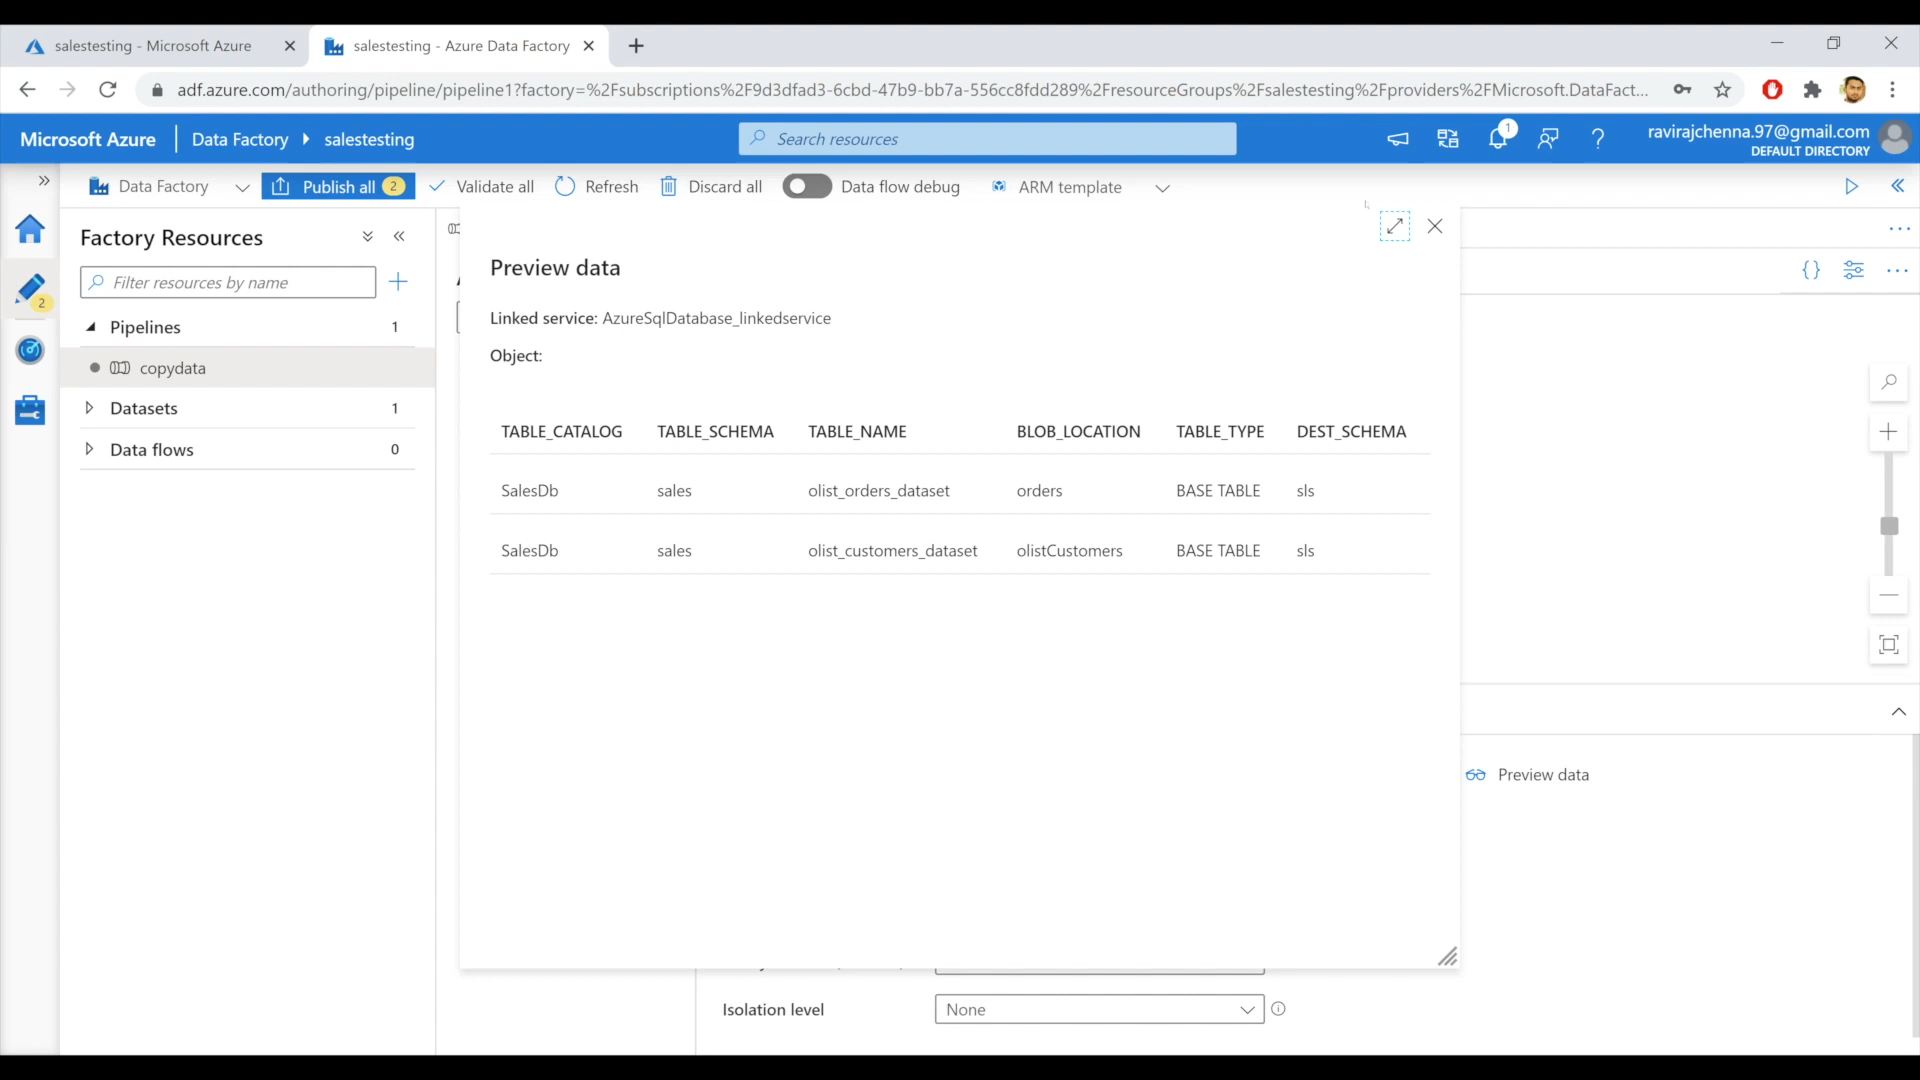 salestesting - Microsoft Azure
salestesting - Azure Data Factory
adf.azure.com/authoring/pipeline/pipeline1?factory=%2Fsubscriptions%2F9d3dfad3-6cbd-47b9-bb7a-556cc8fdd289%2FresourceGroups%2Fsalestesting%2Fproviders%2FMicrosoft.DataFact...
Microsoft Azure
Data Factory
salestesting
Search resources
1
ravirajchenna.97@gmail.com
DEFAULT DIRECTORY
Data Factory
Publish all 2
Validate all
Refresh
Discard all
Data flow debug
ARM template
Factory Resources
2
Filter resources by name
Pipelines 1
copydata
Datasets 1
Data flows 0
Preview data
Linked service: AzureSqlDatabase_linkedservice
Object:
TABLE_CATALOG TABLE_SCHEMA TABLE_NAME BLOB_LOCATION TABLE_TYPE DEST_SCHEMA
SalesDb sales olist_orders_dataset orders BASE TABLE sls
SalesDb sales olist_customers_dataset olistCustomers BASE TABLE sls
Preview data
Isolation level None